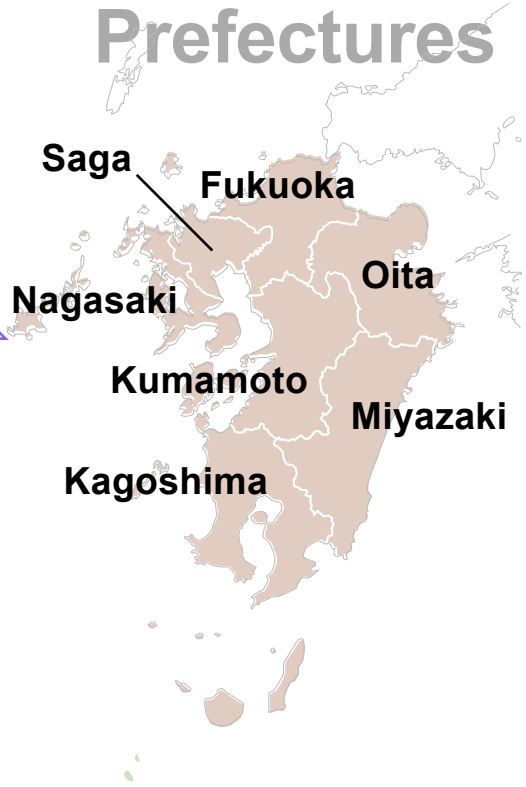 Prefectures
Saga
Fukuoka
Oita
Nagasaki
Kumamoto
Miyazaki
Kagoshima